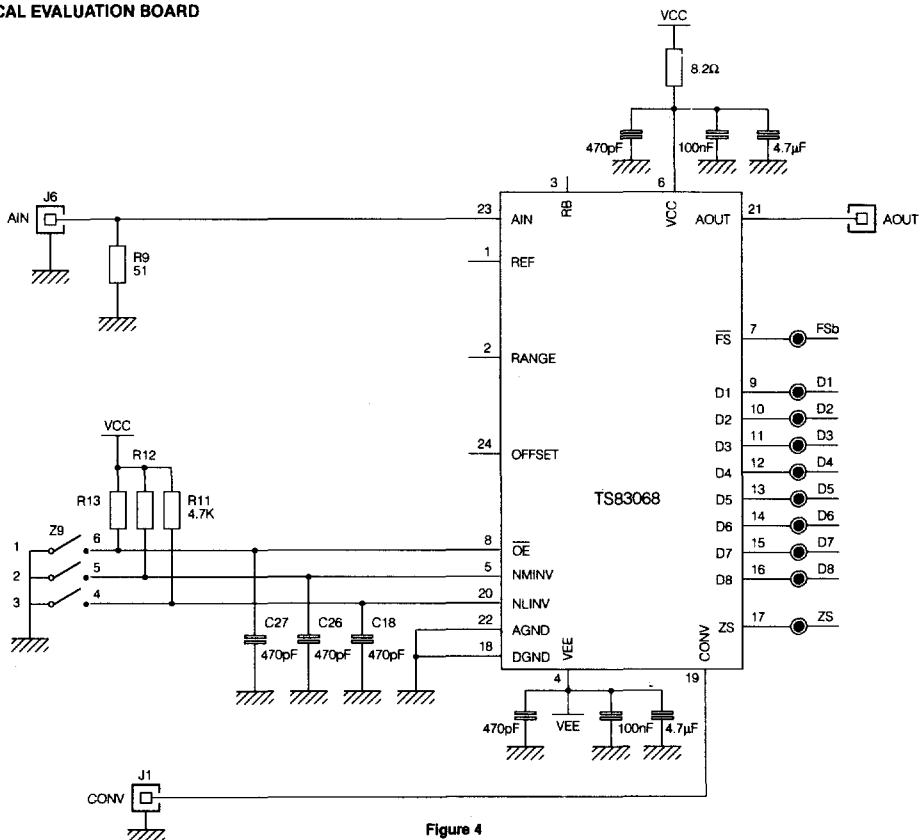 CAL EVALUATION BOARD
VCC
8.2Ω
470pF 100nF 4.7µF
J6
AIN
R9
51
3 6
RB VCC
23 AIN
1 REF
2 RANGE
24 OFFSET
AOUT 21 AOUT
FS 7 FSb
D1 9 D1
D2 10 D2
D3 11 D3
D4 12 D4
D5 13 D5
D6 14 D6
D7 15 D7
D8 16 D8
ZS 17 ZS
TS83068
VCC
R13 R12 R11
4.7K
Z9
1 6
2 5
3 4
8 OE
5 NMINV
20 NLINV
22 AGND
18 DGND
C27 C26 C18
470pF 470pF 470pF
VEE CONV
4 19
470pF VEE 100nF 4.7µF
J1
CONV
Figure 4